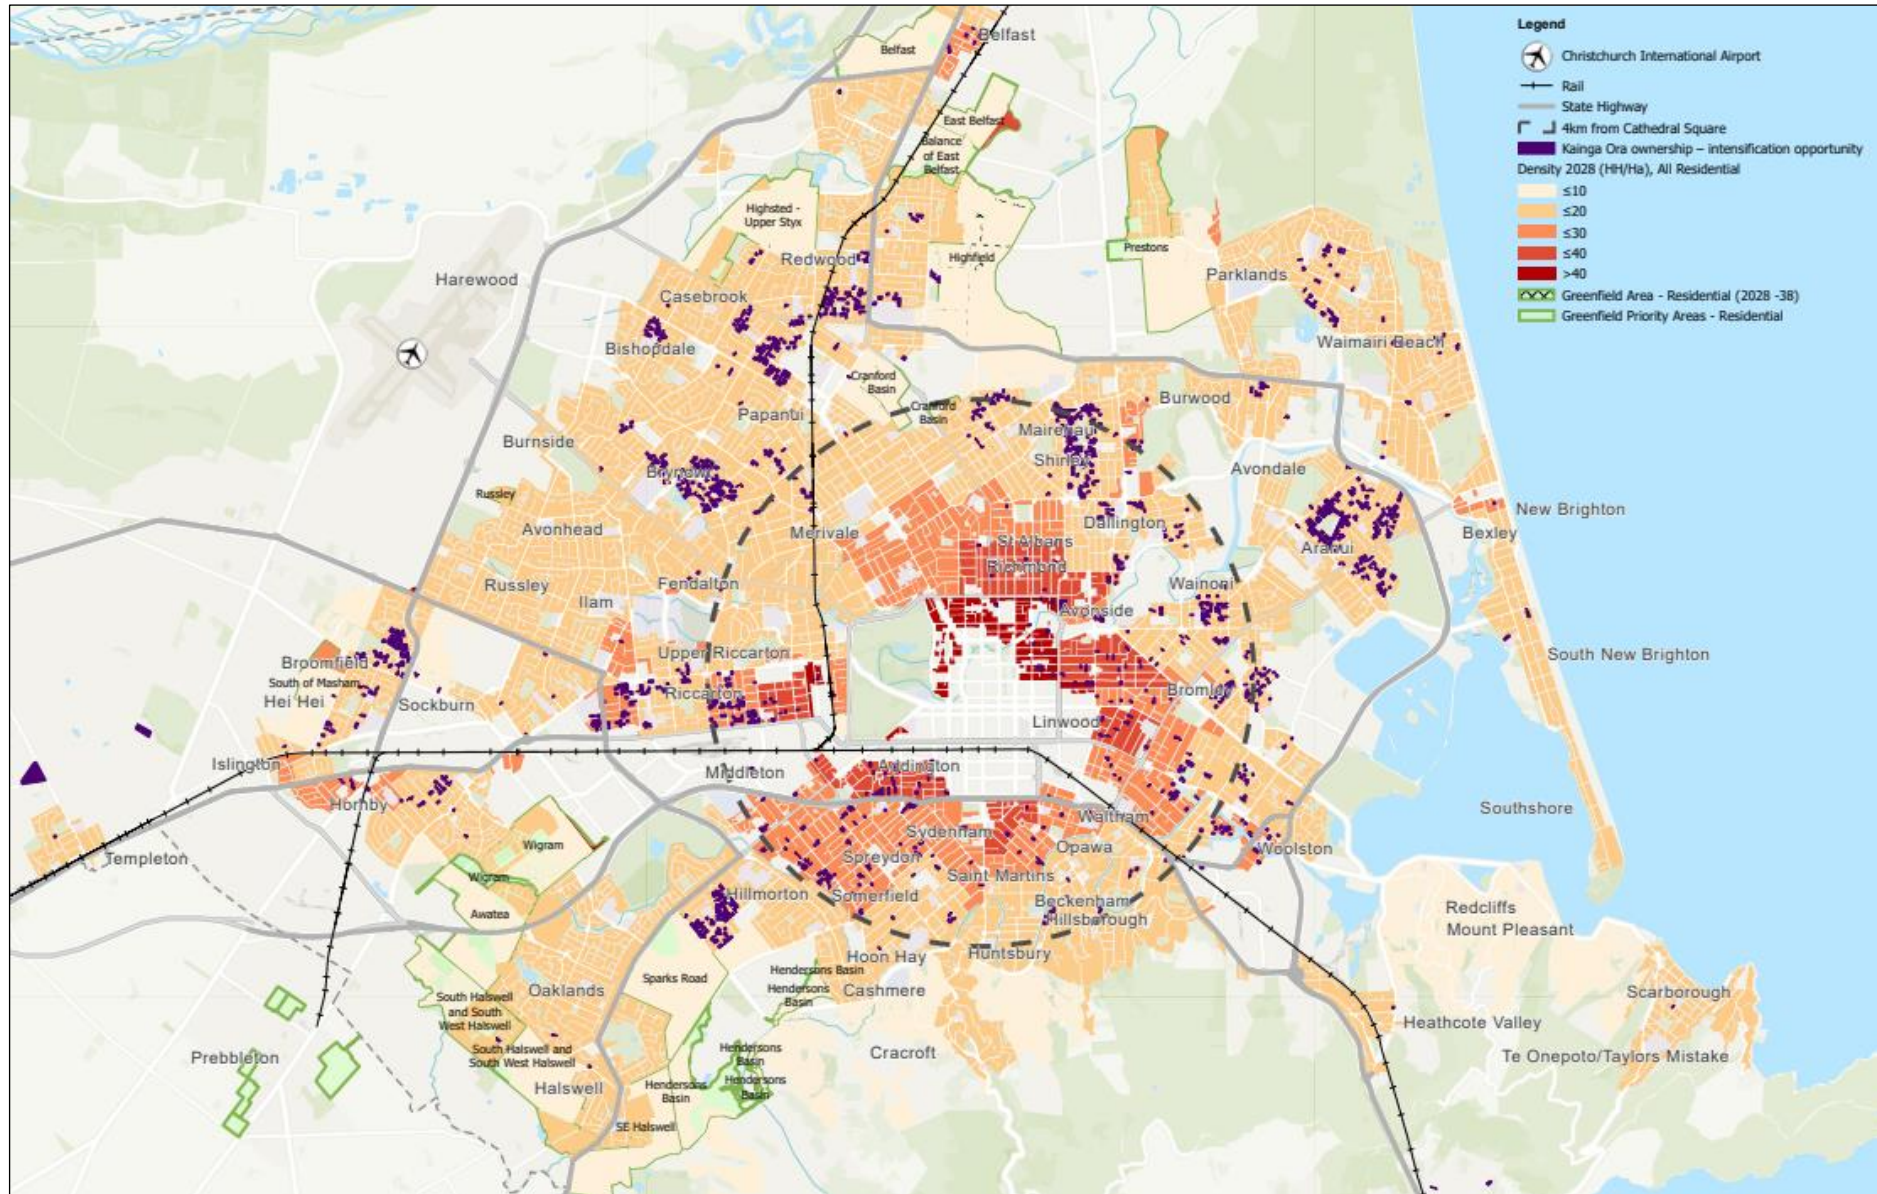 Legend
Christchurch International Airport
Rail
State Highway
4km from Cathedral Square
Kainga Ora ownership – intensification opportunity
Density 2028 (HH/Ha), All Residential
≤10
≤20
≤30
≤40
>40
Greenfield Area - Residential (2028 -38)
Greenfield Priority Areas - Residential
Belfast
Belfast
East Belfast
Balance
of East
Belfast
Highsted -
Upper Styx
Redwood
Highfield
Prestons
Parklands
Harewood
Casebrook
Bishopdale
Waimairi Beach
Cranford
Basin
Cranford
Basin
Burwood
Papanui
Mairehau
Burnside
Shirley
Avondale
Bryndwr
Russley
Avonhead
Merivale
Dallington
New Brighton
Bexley
St Albans
Aranui
Richmond
Russley
Fendalton
Wainoni
Ilam
Avonside
Upper Riccarton
South New Brighton
Broomfield
South of Masham
Hei Hei
Riccarton
Bromley
Sockburn
Linwood
Islington
Middleton
Addington
Hornby
Southshore
Waltham
Sydenham
Wigram
Templeton
Spreydon
Opawa
Woolston
Wigram
Saint Martins
Hillmorton
Somerfield
Beckenham
Redcliffs
Awatea
Hillsborough
Mount Pleasant
Hoon Hay
Huntsbury
Hendersons Basin
Sparks Road
Hendersons
Basin
Cashmere
Oaklands
South Halswell
and South
West Halswell
Scarborough
Heathcote Valley
Prebbleton
South Halswell and
South West Halswell
Hendersons
Basin
Cracroft
Te Onepoto/Taylors Mistake
Halswell
Hendersons
Basin
Hendersons
Basin
SE Halswell